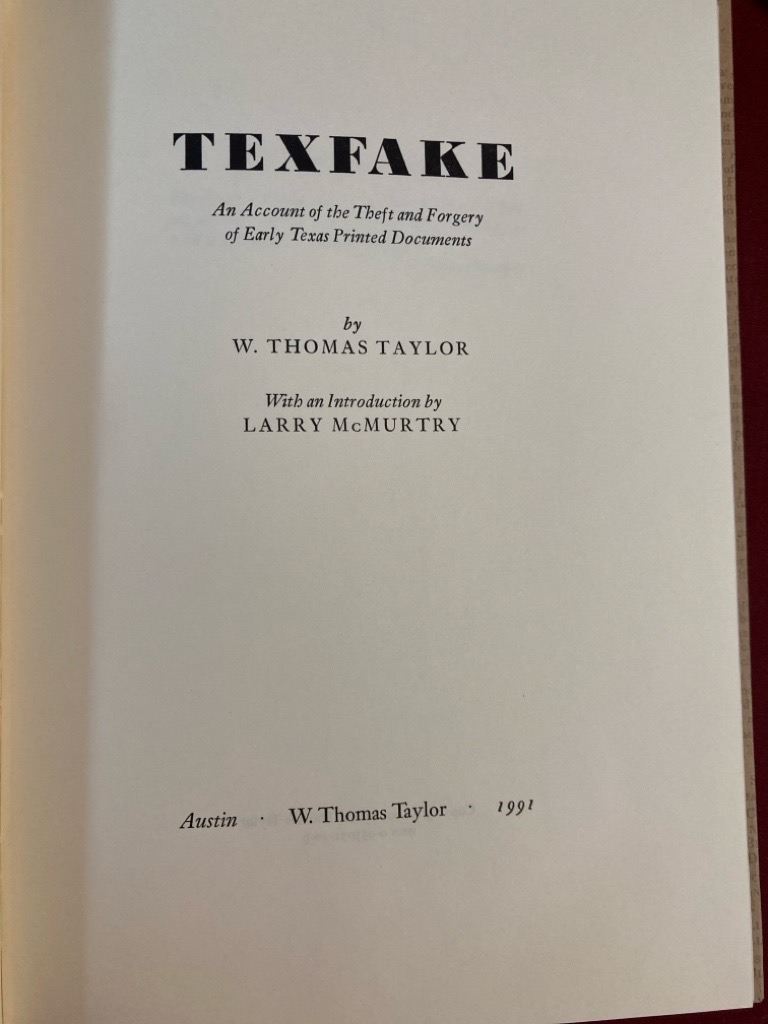 TEXFAKE
An Account of the Theft and Forgery
of Early Texas Printed Documents
by
W. THOMAS TAYLOR
With an Introduction by
LARRY McMURTRY
Austin · W. Thomas Taylor · 1991